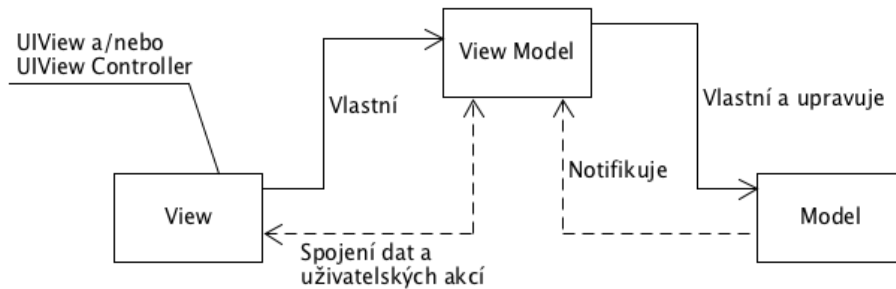 UIView a/nebo
UIView Controller
View Model
Vlastní
Vlastní a upravuje
Notifikuje
View
Model
Spojení dat a
uživatelských akcí